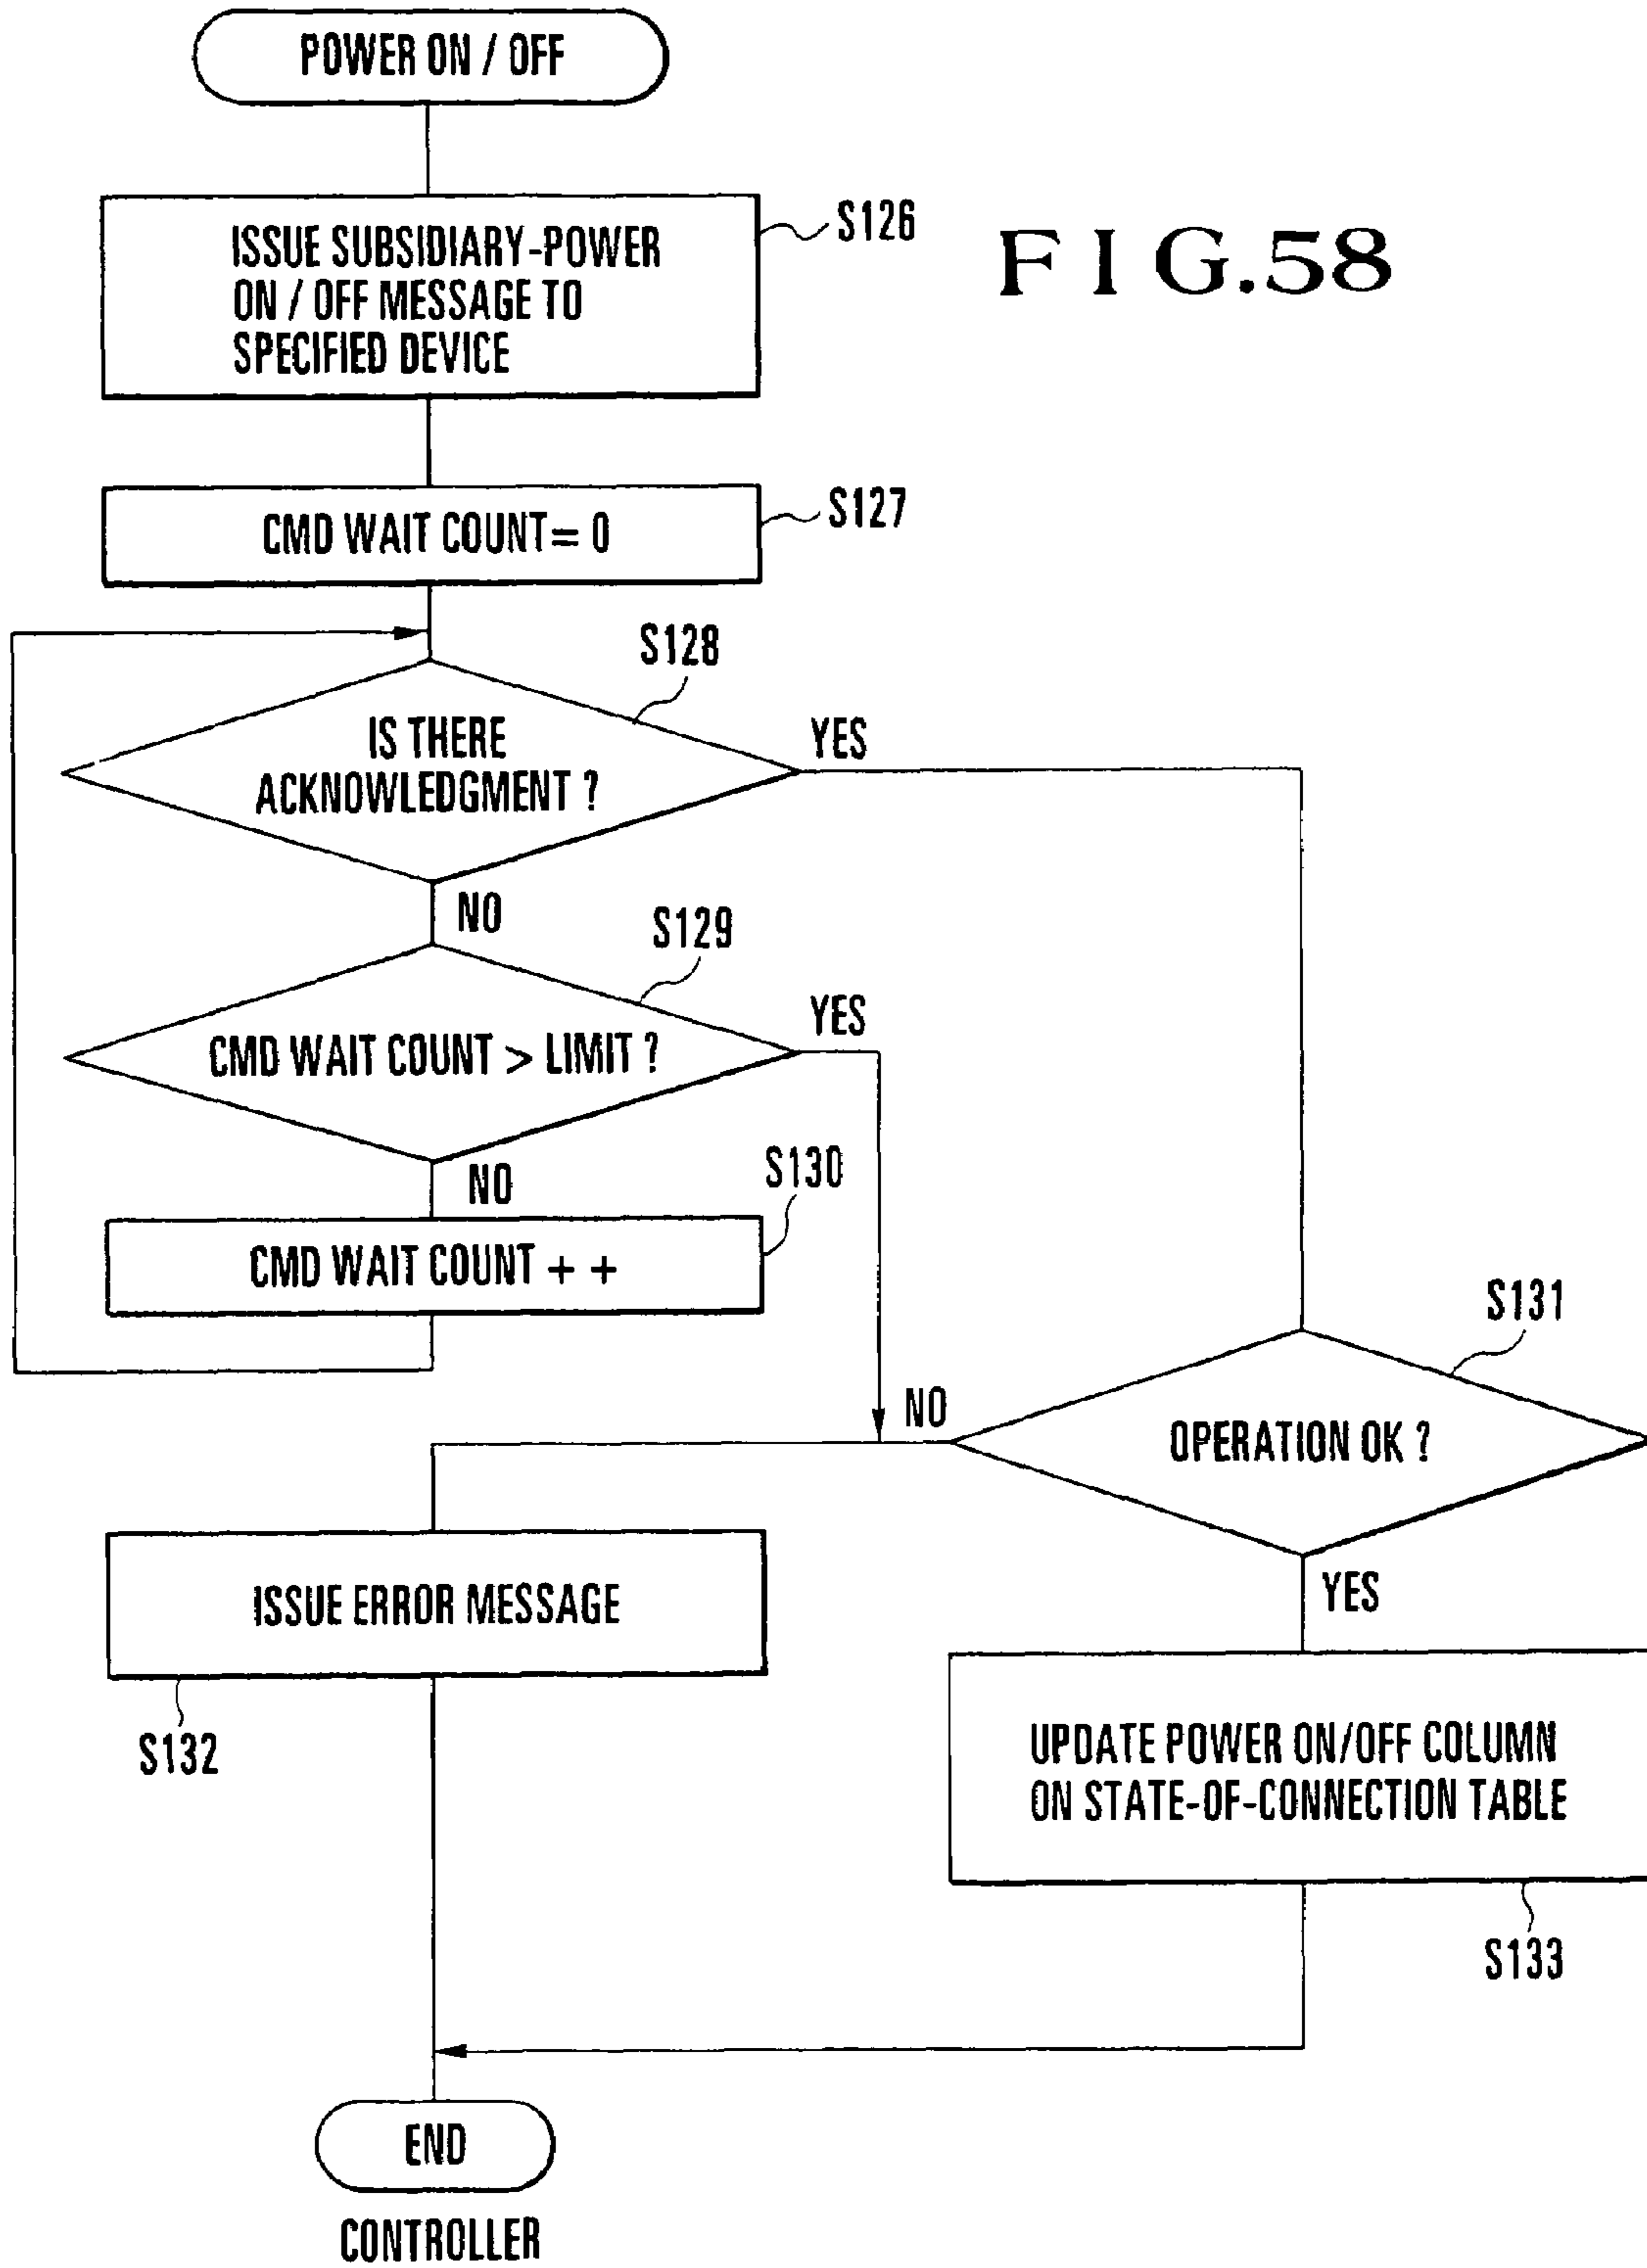 POWER ON / OFF
ISSUE SUBSIDIARY-POWER
ON / OFF MESSAGE TO
SPECIFIED DEVICE
S126
FIG.58
CMD WAIT COUNT = 0
S127
S128
IS THERE
ACKNOWLEDGMENT ?
YES
NO
S129
CMD WAIT COUNT > LIMIT ?
YES
NO
S130
CMD WAIT COUNT + +
S131
NO
OPERATION OK ?
YES
ISSUE ERROR MESSAGE
S132
UPDATE POWER ON/OFF COLUMN
ON STATE-OF-CONNECTION TABLE
S133
END
CONTROLLER